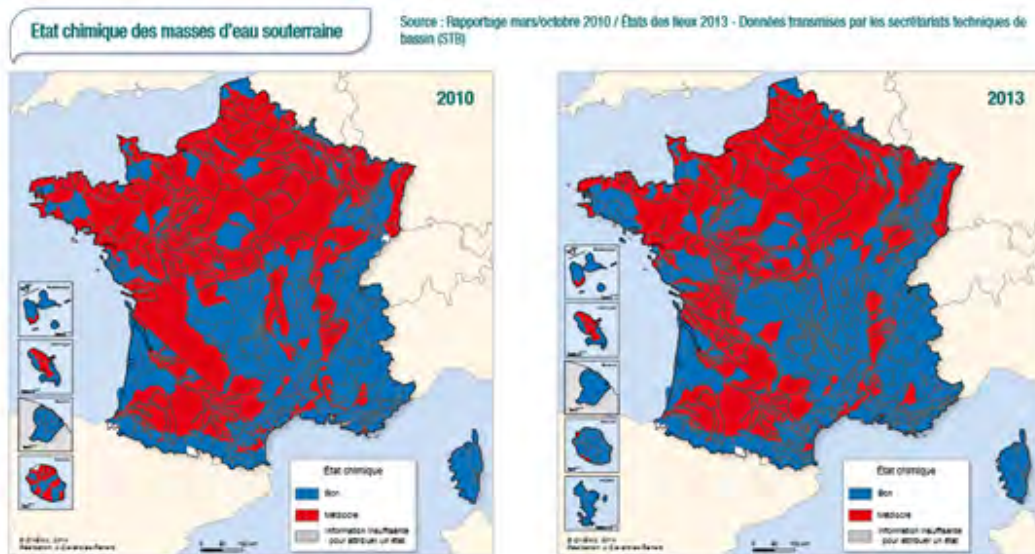 Etat chimique des masses d'eau souterraine
Source : Rapportage mars/octobre 2010 / États des lieux 2013 - Données transmises par les secrétariats techniques de
bassin (STB)
2010
État chimique
Bon
Médiocre
Information insuffisante
pour attribuer un état
2013
État chimique
Bon
Médiocre
Information insuffisante
pour attribuer un état